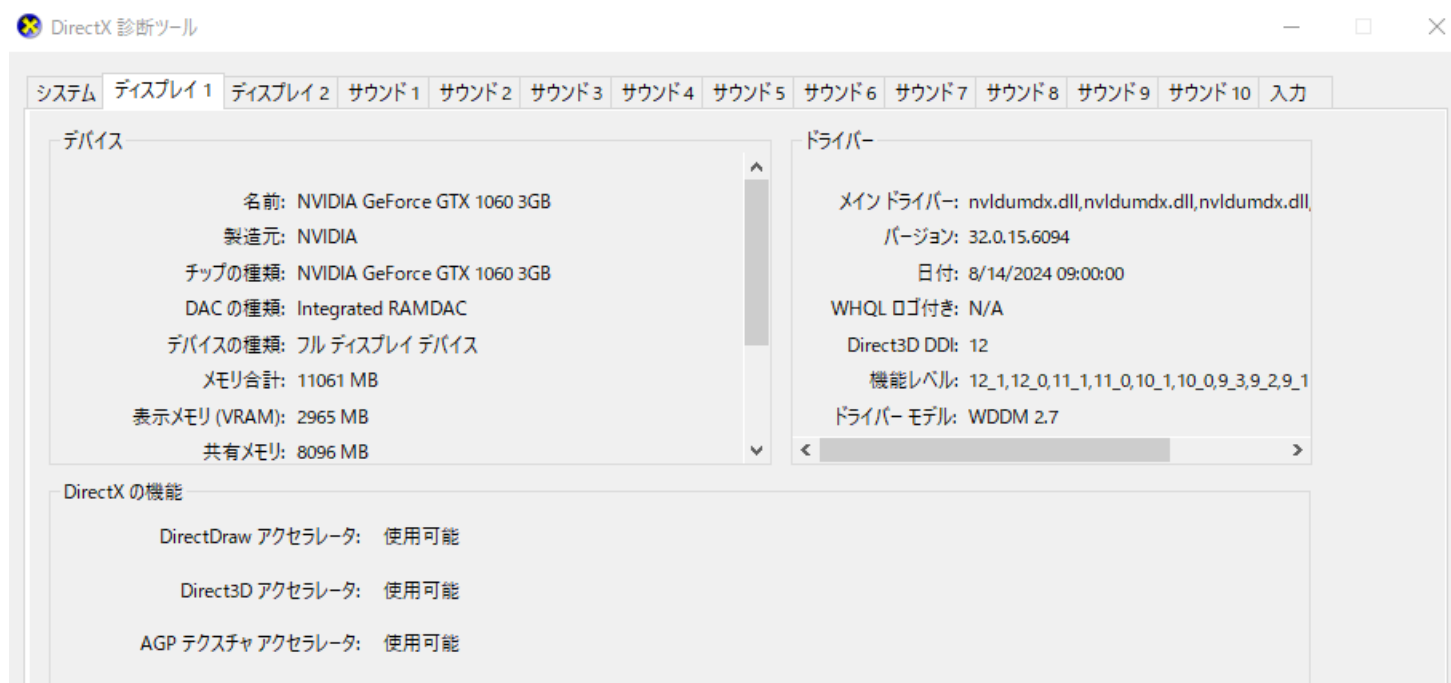 DirectX 診断ツール
システム ディスプレイ 1 ディスプレイ 2 サウンド 1 サウンド 2 サウンド 3 サウンド 4 サウンド 5 サウンド 6 サウンド 7 サウンド 8 サウンド 9 サウンド 10 入力
デバイス
名前: NVIDIA GeForce GTX 1060 3GB
製造元: NVIDIA
チップの種類: NVIDIA GeForce GTX 1060 3GB
DAC の種類: Integrated RAMDAC
デバイスの種類: フル ディスプレイ デバイス
メモリ合計: 11061 MB
表示メモリ (VRAM): 2965 MB
共有メモリ: 8096 MB
ドライバー
メイン ドライバー: nvldumdx.dll,nvldumdx.dll,nvldumdx.dll,
バージョン: 32.0.15.6094
日付: 8/14/2024 09:00:00
WHQL ロゴ付き: N/A
Direct3D DDI: 12
機能レベル: 12_1,12_0,11_1,11_0,10_1,10_0,9_3,9_2,9_1
ドライバー モデル: WDDM 2.7
DirectX の機能
DirectDraw アクセラレータ: 使用可能
Direct3D アクセラレータ: 使用可能
AGP テクスチャ アクセラレータ: 使用可能